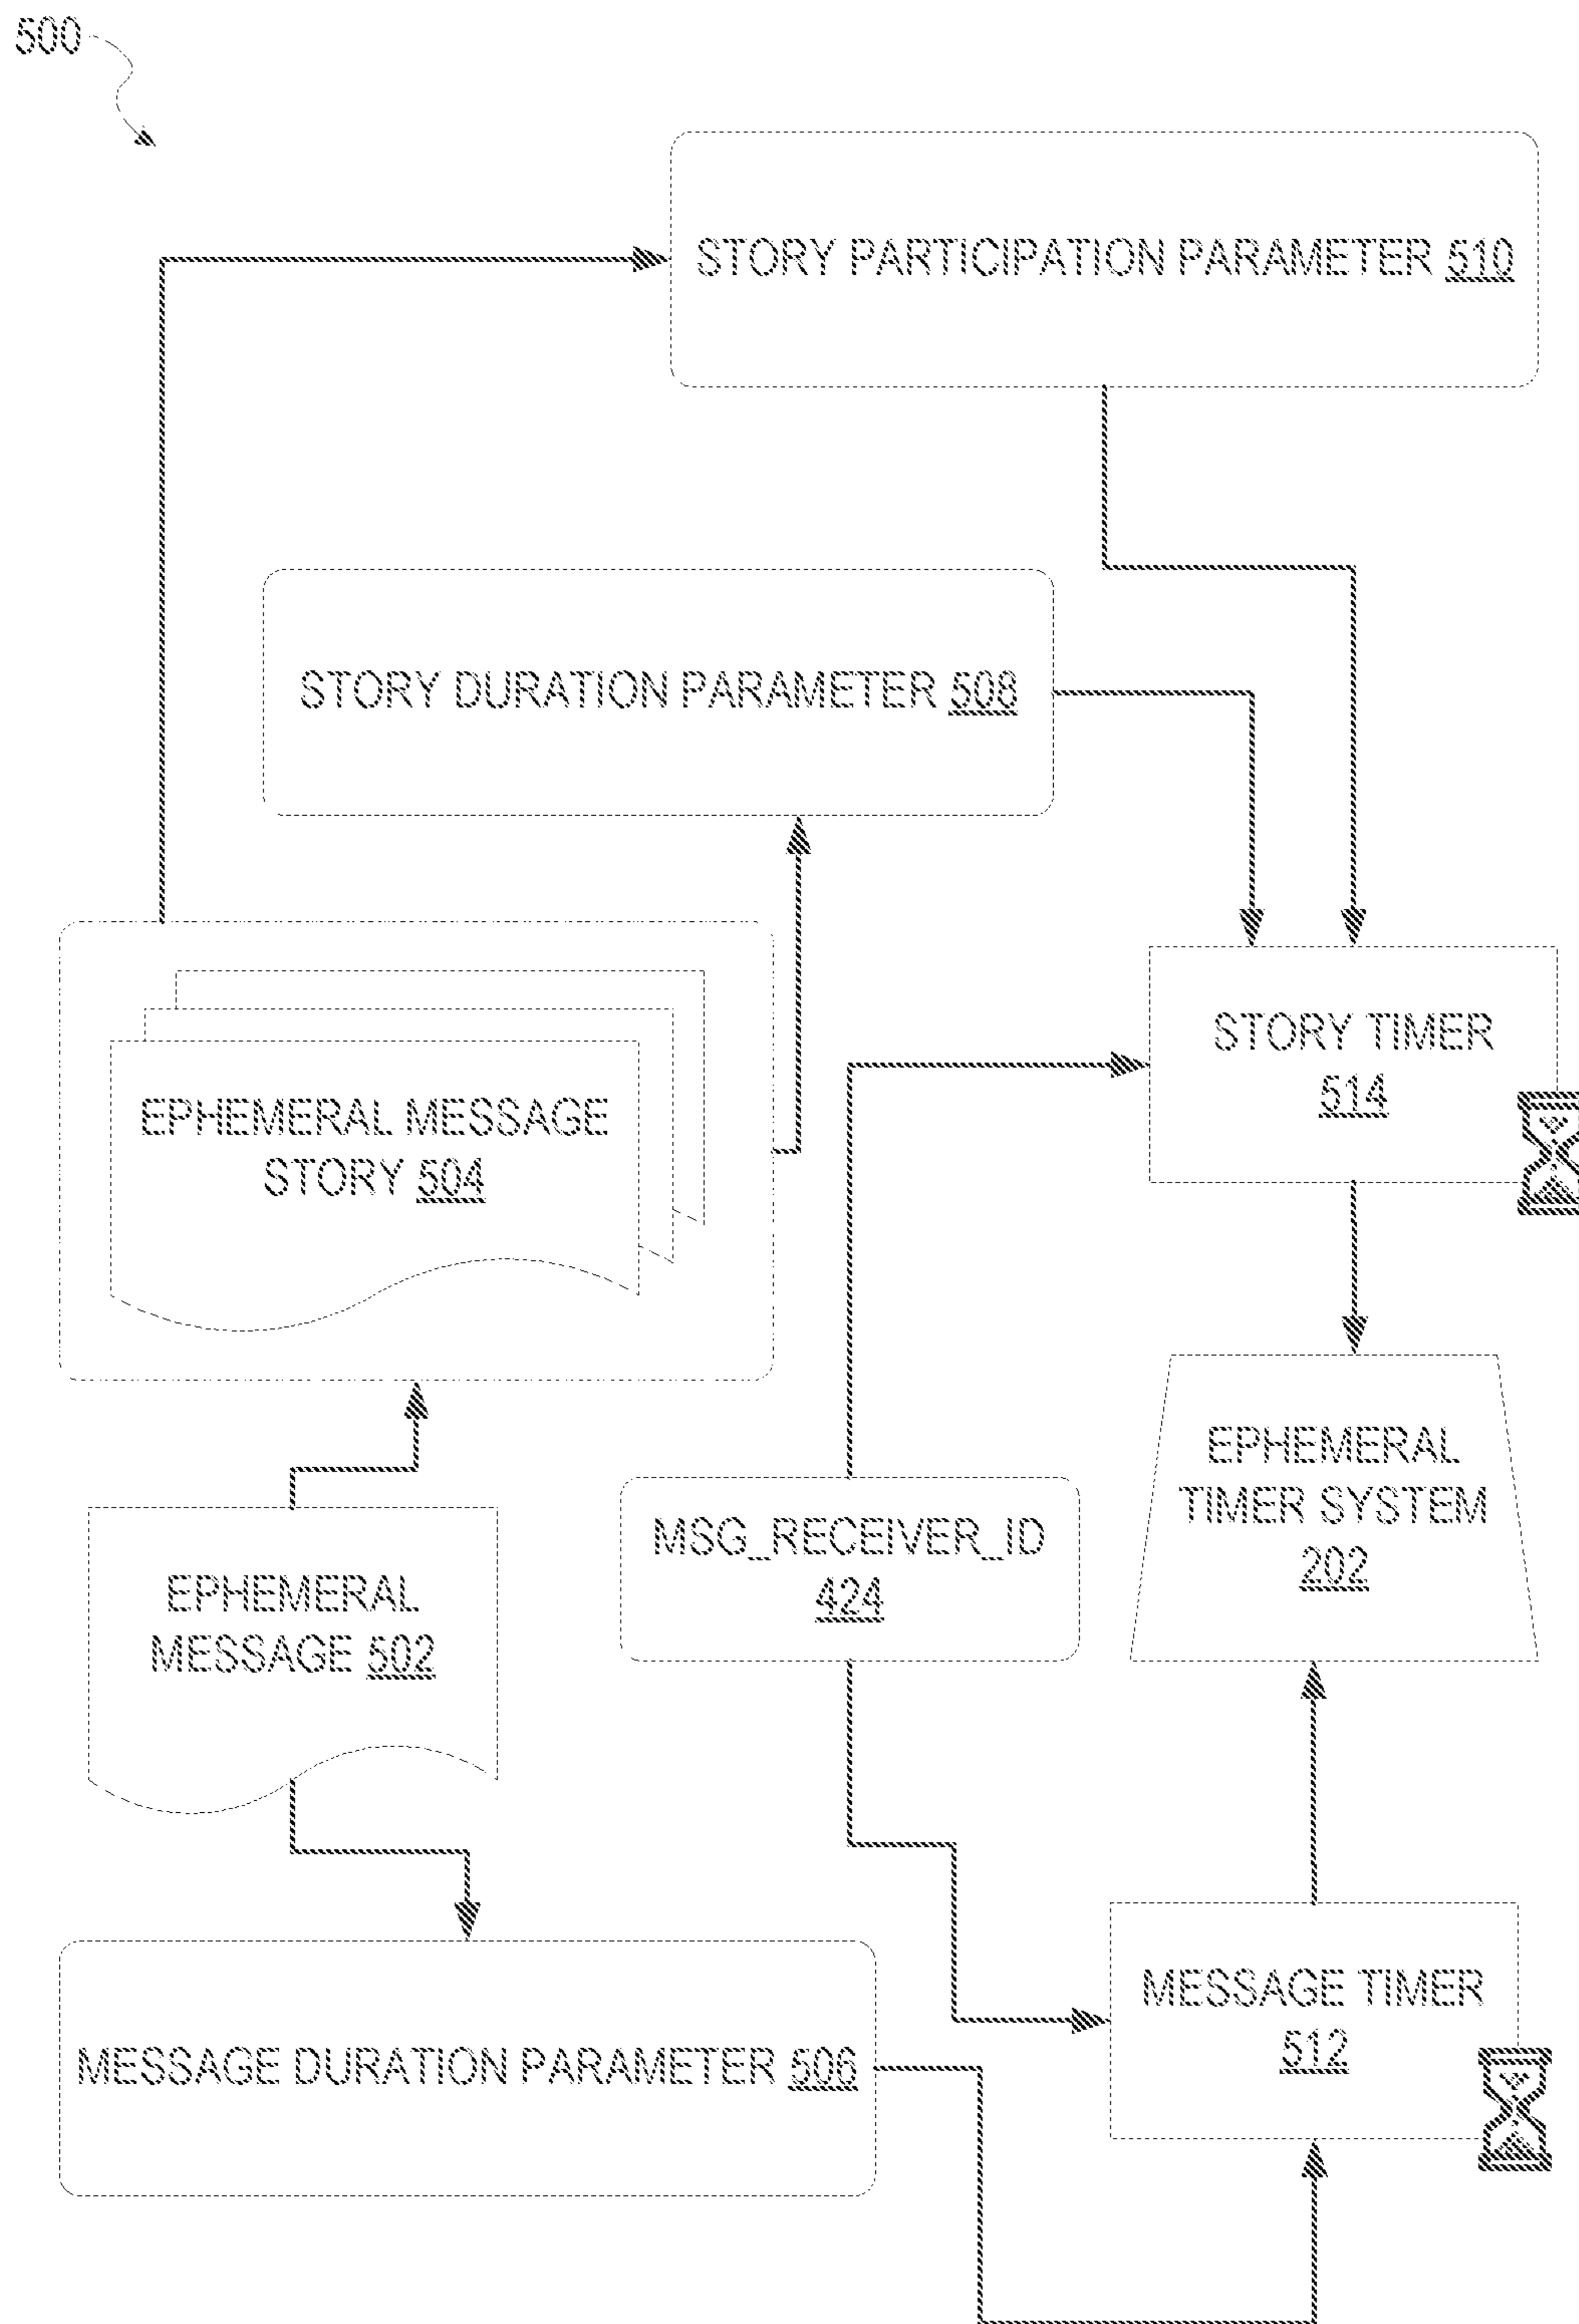 500
STORY PARTICIPATION PARAMETER 510
STORY DURATION PARAMETER 508
STORY TIMER
514
EPHEMERAL MESSAGE
STORY 504
EPHEMERAL
TIMER SYSTEM
202
MSG_RECEIVER_ID
424
EPHEMERAL
MESSAGE 502
MESSAGE TIMER
512
MESSAGE DURATION PARAMETER 506